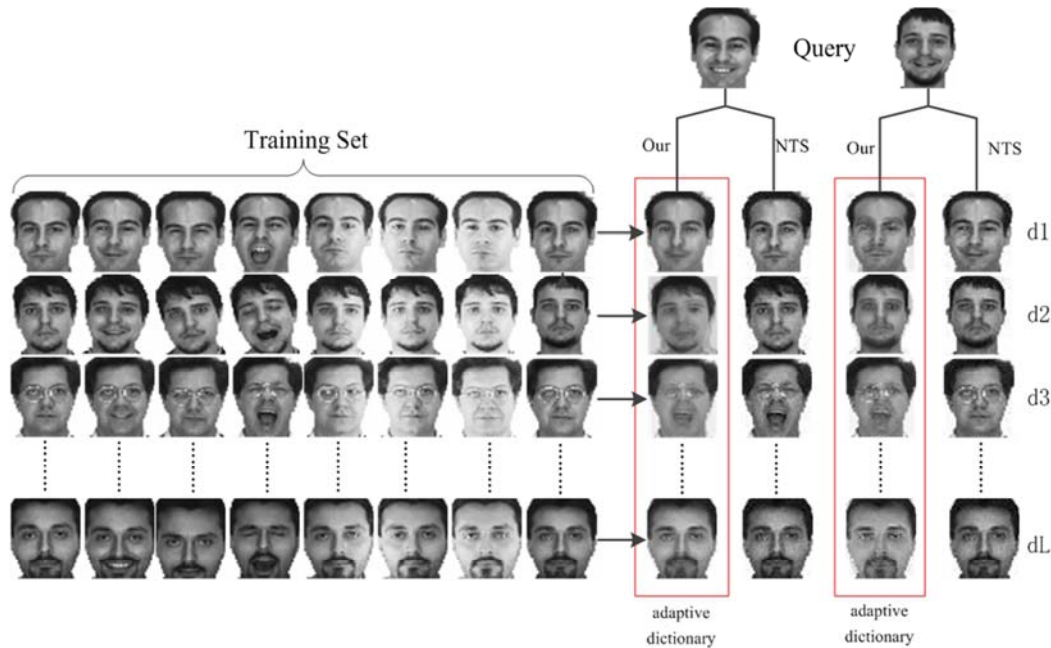 Query
Training Set
Our
NTS
Our
NTS
d1
d2
d3
dL
adaptive
dictionary
adaptive
dictionary